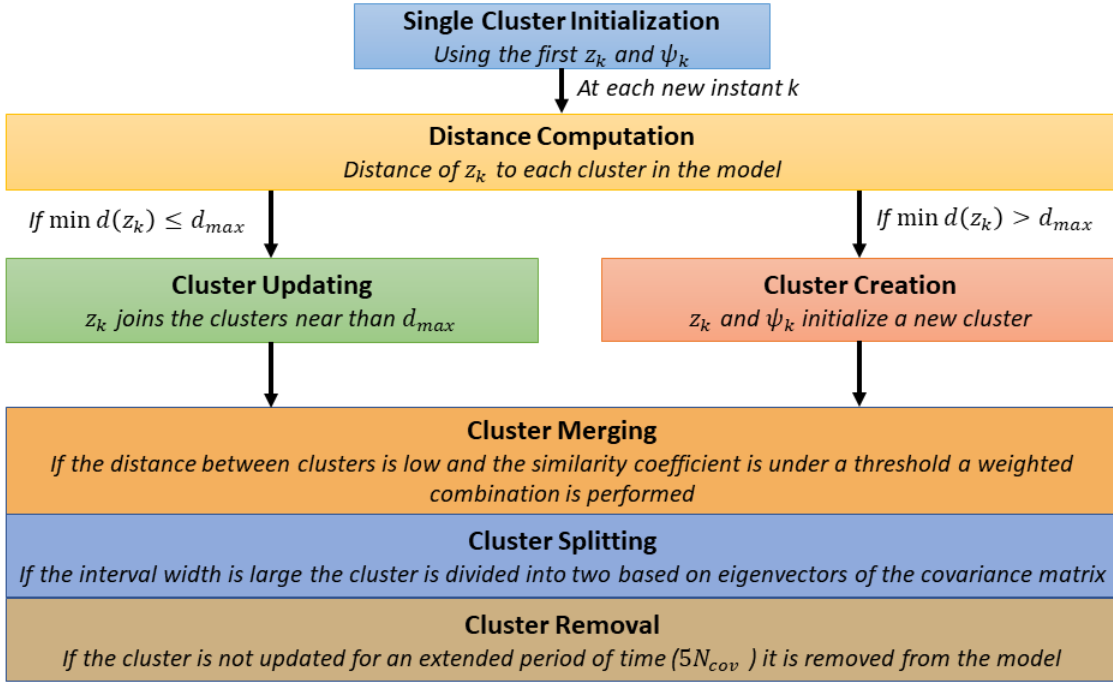 Single Cluster Initialization
Using the first z_k and ψ_k
At each new instant k
Distance Computation
Distance of z_k to each cluster in the model
If min d(z_k) ≤ d_max
If min d(z_k) > d_max
Cluster Updating
z_k joins the clusters near than d_max
Cluster Creation
z_k and ψ_k initialize a new cluster
Cluster Merging
If the distance between clusters is low and the similarity coefficient is under a threshold a weighted
combination is performed
Cluster Splitting
If the interval width is large the cluster is divided into two based on eigenvectors of the covariance matrix
Cluster Removal
If the cluster is not updated for an extended period of time (5N_cov ) it is removed from the model